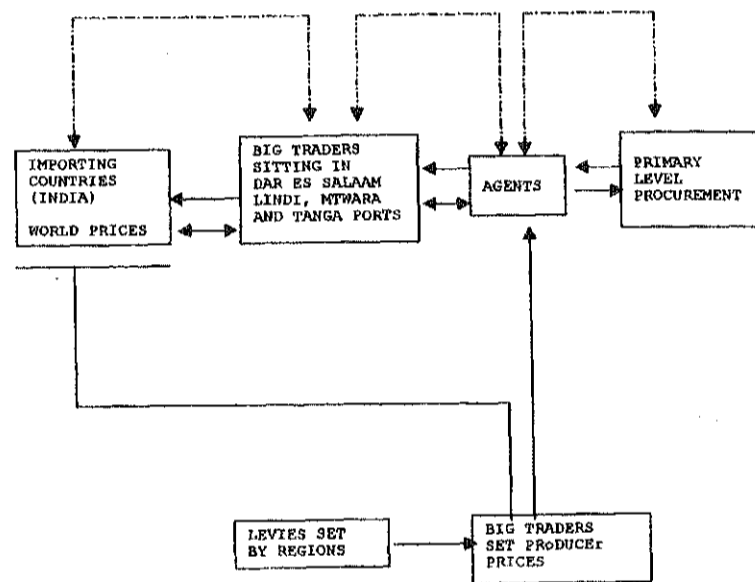 IMPORTING
COUNTRIES
(INDIA)
WORLD PRICES
BIG TRADERS
SITTING IN
DAR ES SALAAM
LINDI, MTWARA
AND TANGA PORTS
AGENTS
PRIMARY
LEVEL
PROCUREMENT
LEVIES SET
BY REGIONS
BIG TRADERS
SET PRoDUCEr
PRICES